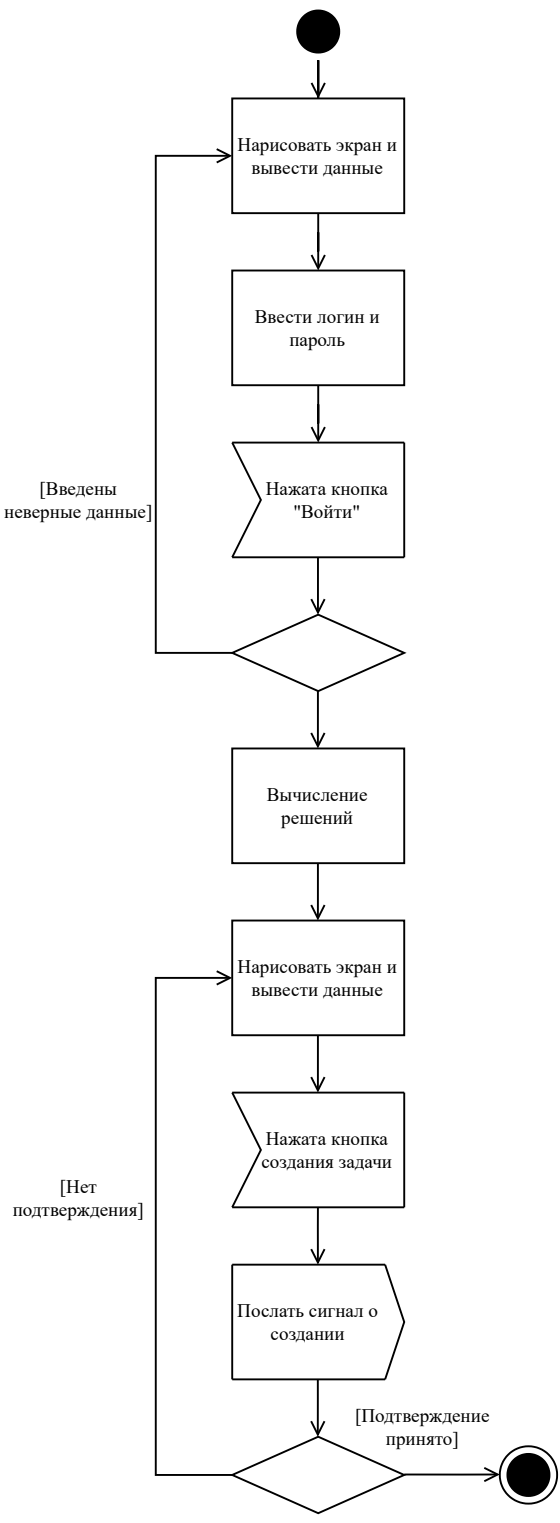 Нарисовать экран и
вывести данные
Ввести логин и
пароль
[Введены
неверные данные]
Нажата кнопка
"Войти"
Вычисление
решений
Нарисовать экран и
вывести данные
Нажата кнопка
создания задачи
[Нет
подтверждения]
Послать сигнал о
создании
[Подтверждение
принято]